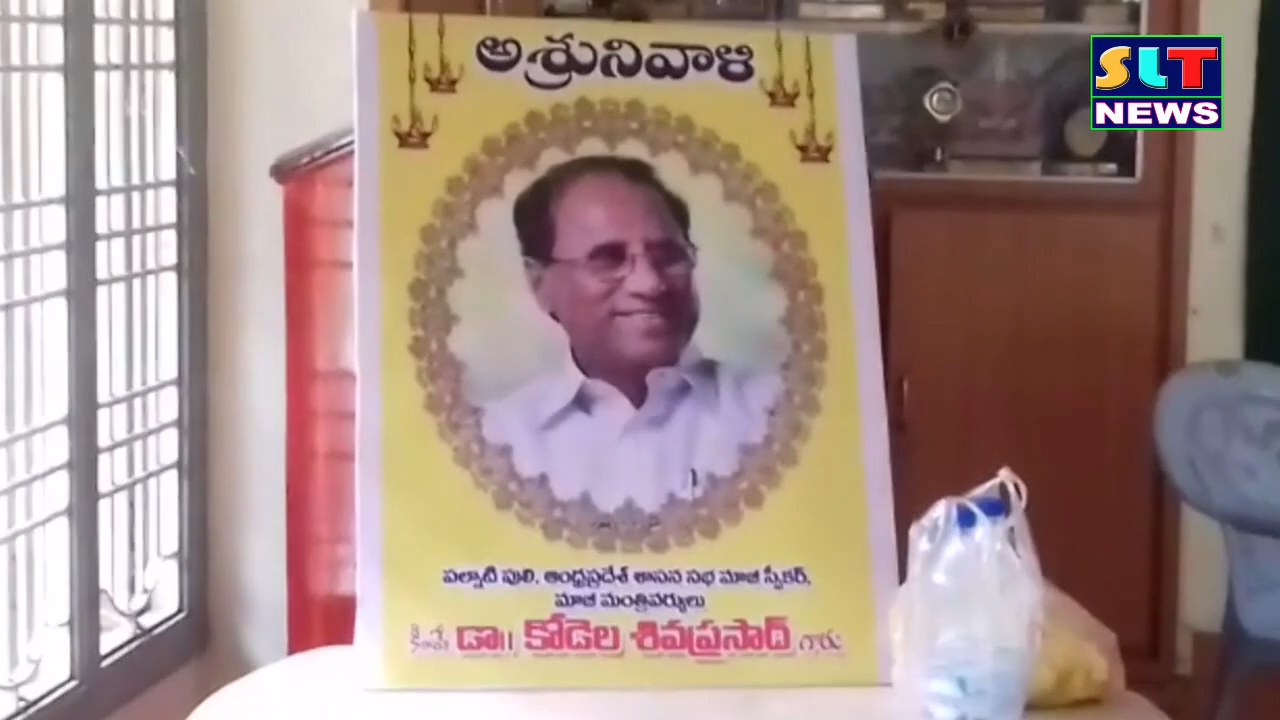 SLT
NEWS
అశ్రునివాళి
పల్నాటి పులి, ఆంధ్రప్రదేశ్ శాసన సభ మాజీ స్పీకర్,
మాజీ మంత్రివర్యులు
కీ.శే॥ డా॥ కోడెల శివప్రసాద్ గారు